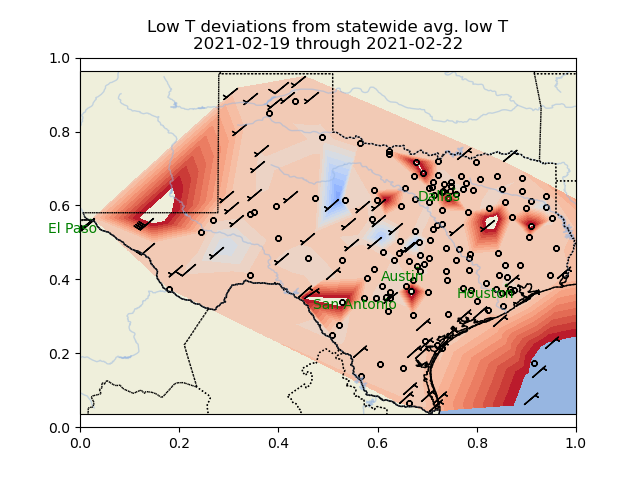 Low T deviations from statewide avg. low T
2021-02-19 through 2021-02-22
1.0
0.8
0.6
0.4
0.2
0.0
El Paso
Dallas
Austin
San Antonio
Houston
0.0 0.2 0.4 0.6 0.8 1.0